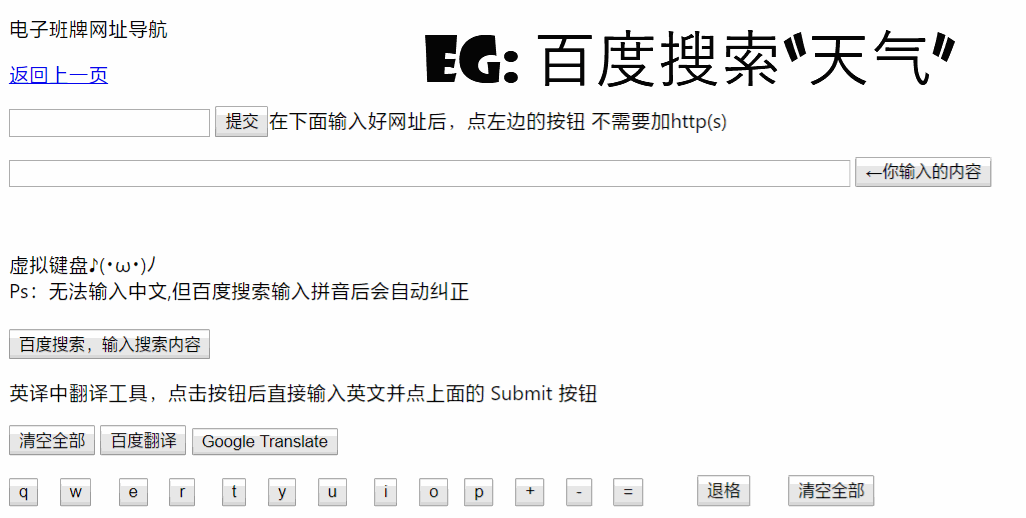 电子班牌网址导航
EG: 百度搜索“天气”
返回上一页
提交在下面输入好网址后，点左边的按钮 不需要加http(s)
←你输入的内容
虚拟键盘♪(･ω･)ﾉ
Ps：无法输入中文,但百度搜索输入拼音后会自动纠正
百度搜索，输入搜索内容
英译中翻译工具，点击按钮后直接输入英文并点上面的 Submit 按钮
清空全部 百度翻译 Google Translate
q w e r t y u i o p + - = 退格 清空全部